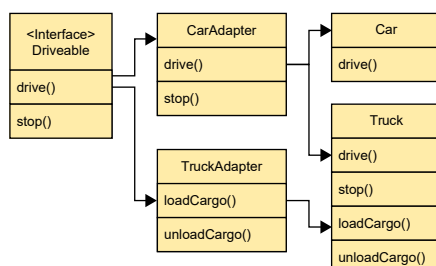 <Interface>
Driveable
drive()
stop()
CarAdapter
drive()
stop()
TruckAdapter
loadCargo()
unloadCargo()
Car
drive()
Truck
drive()
stop()
loadCargo()
unloadCargo()